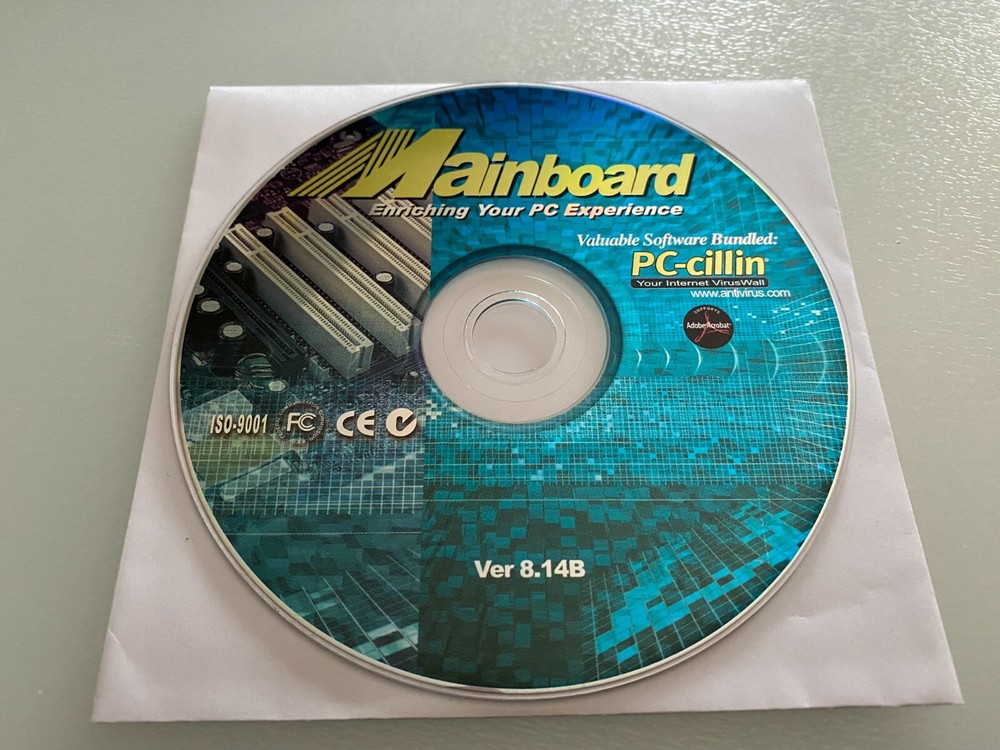 Mainboard
Enriching Your PC Experience
Valuable Software Bundled:
PC-cillin
Your Internet VirusWall
www.antivirus.com
SUPPORTS
Adobe Acrobat
ISO-9001 FC CE
Ver 8.14B